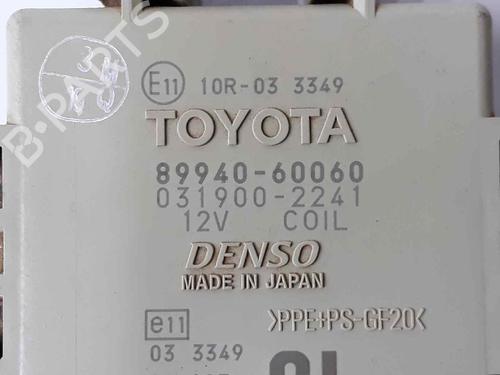 E11 10R-03 3349
TOYOTA
89940-60060
031900-2241
12V COIL
DENSO
MADE IN JAPAN
e11 >PPE+PS-GF20<
03 3349
B-PARTS